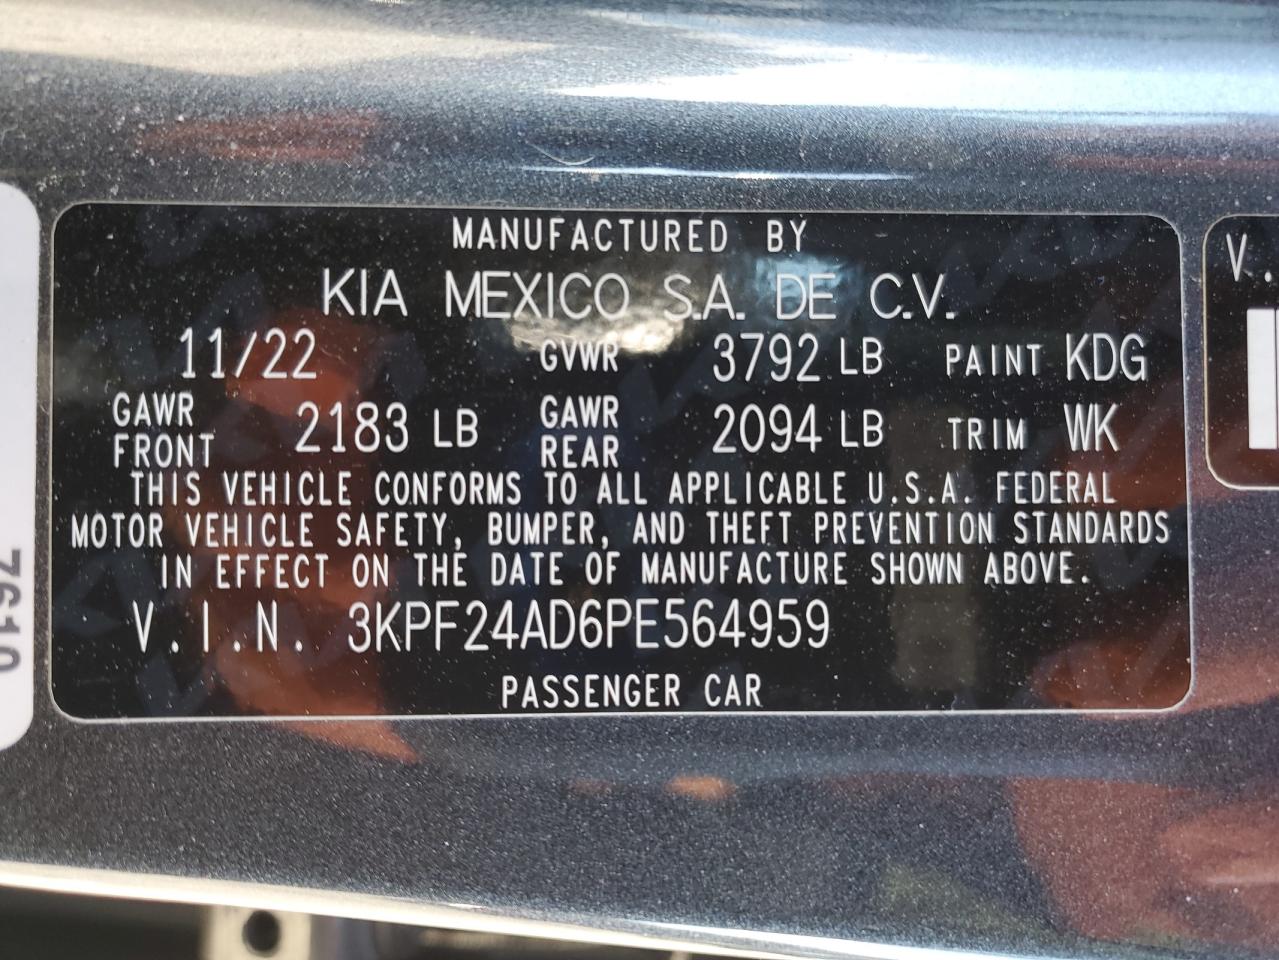 MANUFACTURED BY
KIA MEXICO S.A. DE C.V.
11/22 GVWR 3792 LB PAINT KDG
GAWR FRONT 2183 LB GAWR REAR 2094 LB TRIM WK
THIS VEHICLE CONFORMS TO ALL APPLICABLE U.S.A. FEDERAL
MOTOR VEHICLE SAFETY, BUMPER, AND THEFT PREVENTION STANDARDS
IN EFFECT ON THE DATE OF MANUFACTURE SHOWN ABOVE.
V.I.N. 3KPF24AD6PE564959
PASSENGER CAR
V.